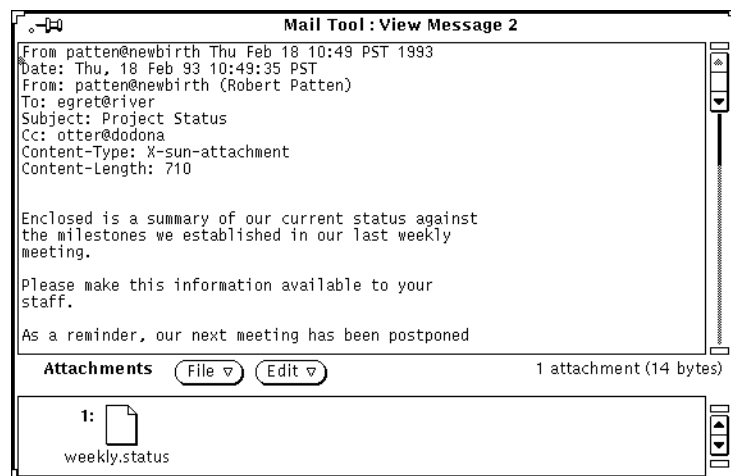 Mail Tool : View Message 2
From patten@newbirth Thu Feb 18 10:49 PST 1993
Date: Thu, 18 Feb 93 10:49:35 PST
From: patten@newbirth (Robert Patten)
To: egret@river
Subject: Project Status
Cc: otter@dodona
Content-Type: X-sun-attachment
Content-Length: 710
Enclosed is a summary of our current status against
the milestones we established in our last weekly
meeting.
Please make this information available to your
staff.
As a reminder, our next meeting has been postponed
Attachments File Edit 1 attachment (14 bytes)
1:
weekly.status